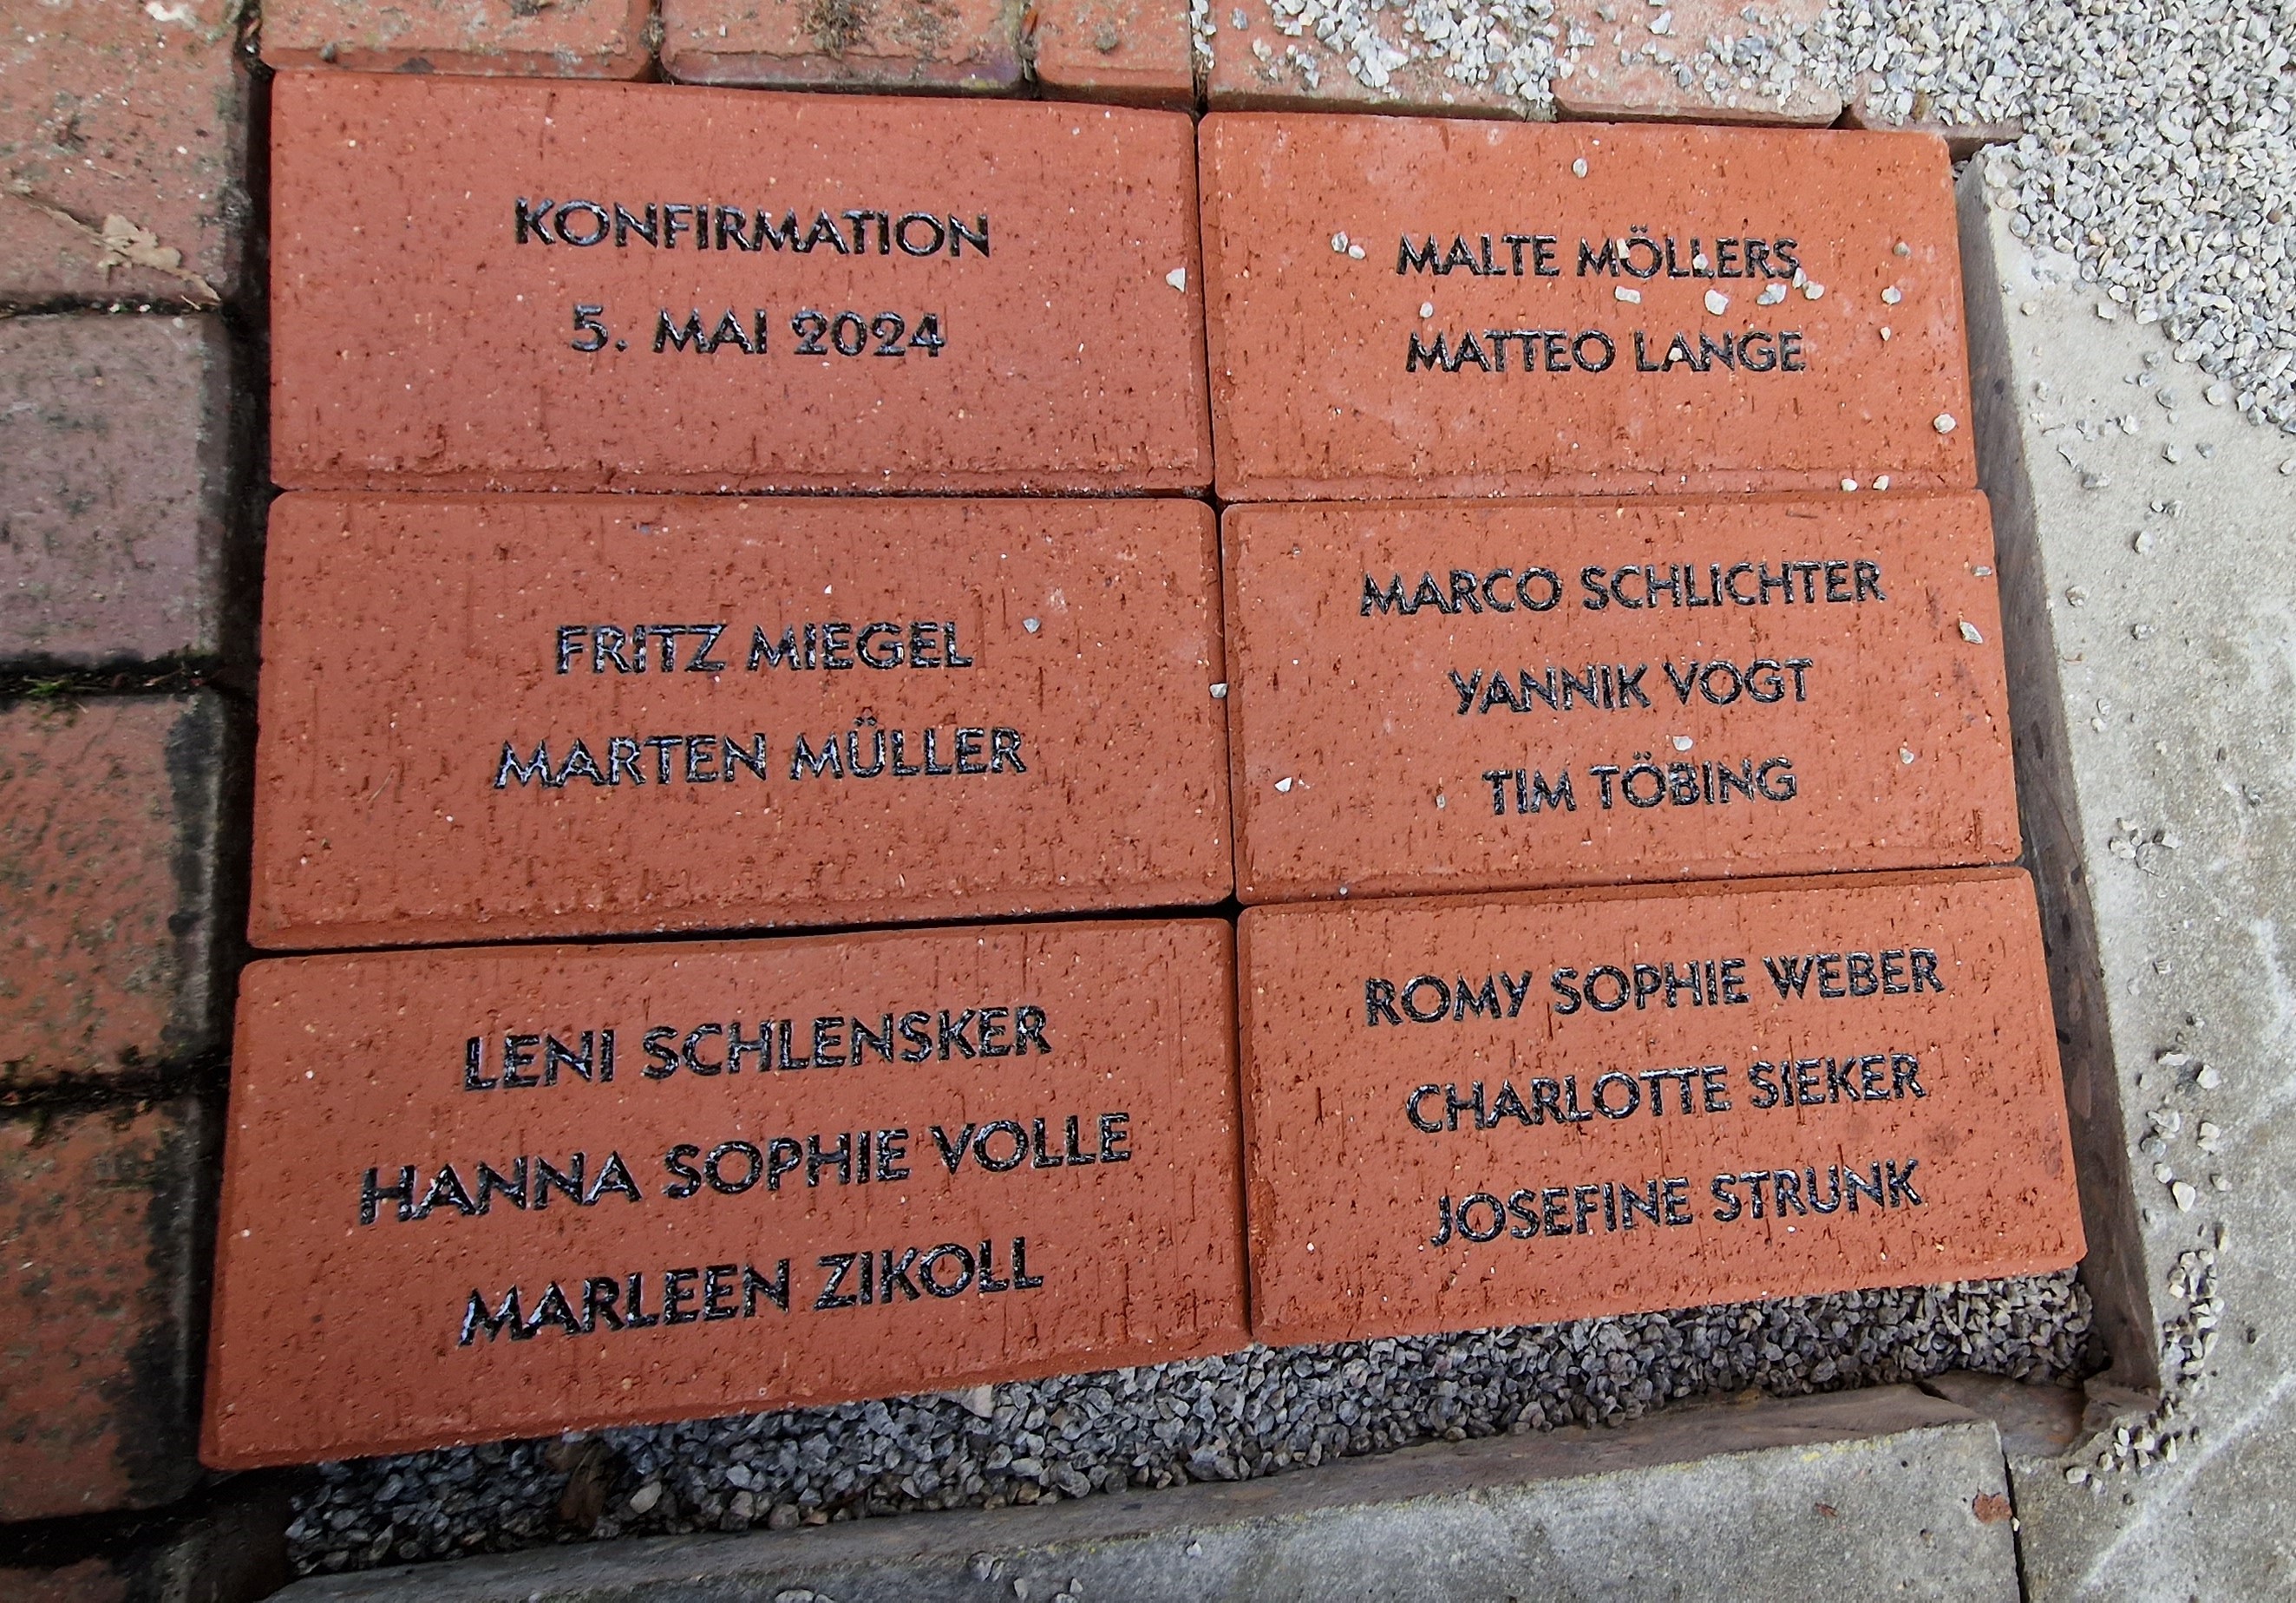 KONFIRMATION
5. MAI 2024
MALTE MÖLLERS
MATTEO LANGE
FRITZ MIEGEL
MARTEN MÜLLER
MARCO SCHLICHTER
YANNIK VOGT
TIM TÖBING
LENI SCHLENSKER
HANNA SOPHIE VOLLE
MARLEEN ZIKOLL
ROMY SOPHIE WEBER
CHARLOTTE SIEKER
JOSEFINE STRUNK